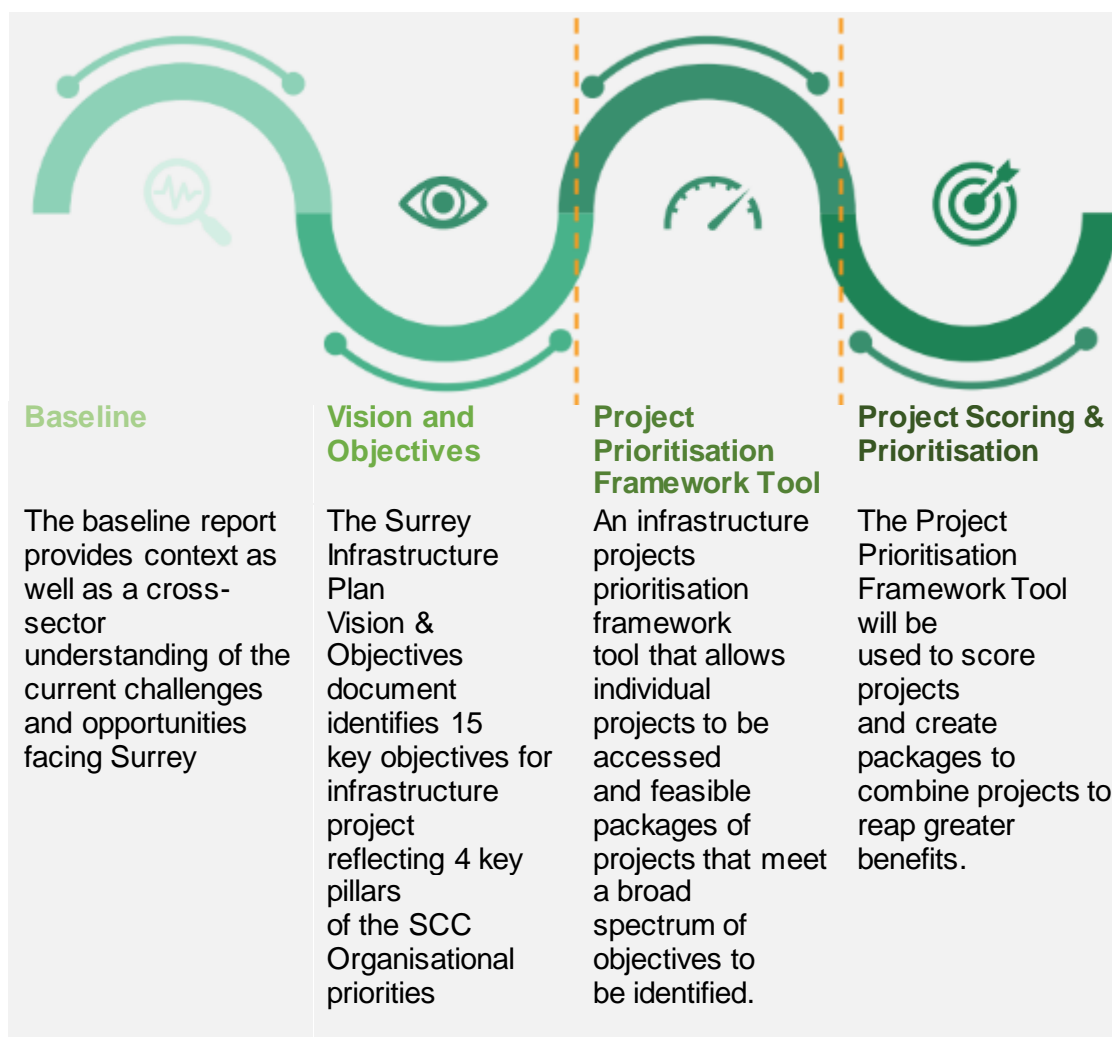 Baseline
The baseline report
provides context as
well as a cross-
sector
understanding of the
current challenges
and opportunities
facing Surrey
Vision and
Objectives
The Surrey
Infrastructure
Plan
Vision &
Objectives
document
identifies 15
key objectives for
infrastructure
project
reflecting 4 key
pillars
of the SCC
Organisational
priorities
Project
Prioritisation
Framework Tool
An infrastructure
projects
prioritisation
framework
tool that allows
individual
projects to be
accessed
and feasible
packages of
projects that meet
a broad
spectrum of
objectives to
be identified.
Project Scoring &
Prioritisation
The Project
Prioritisation
Framework Tool
will be
used to score
projects
and create
packages to
combine projects to
reap greater
benefits.